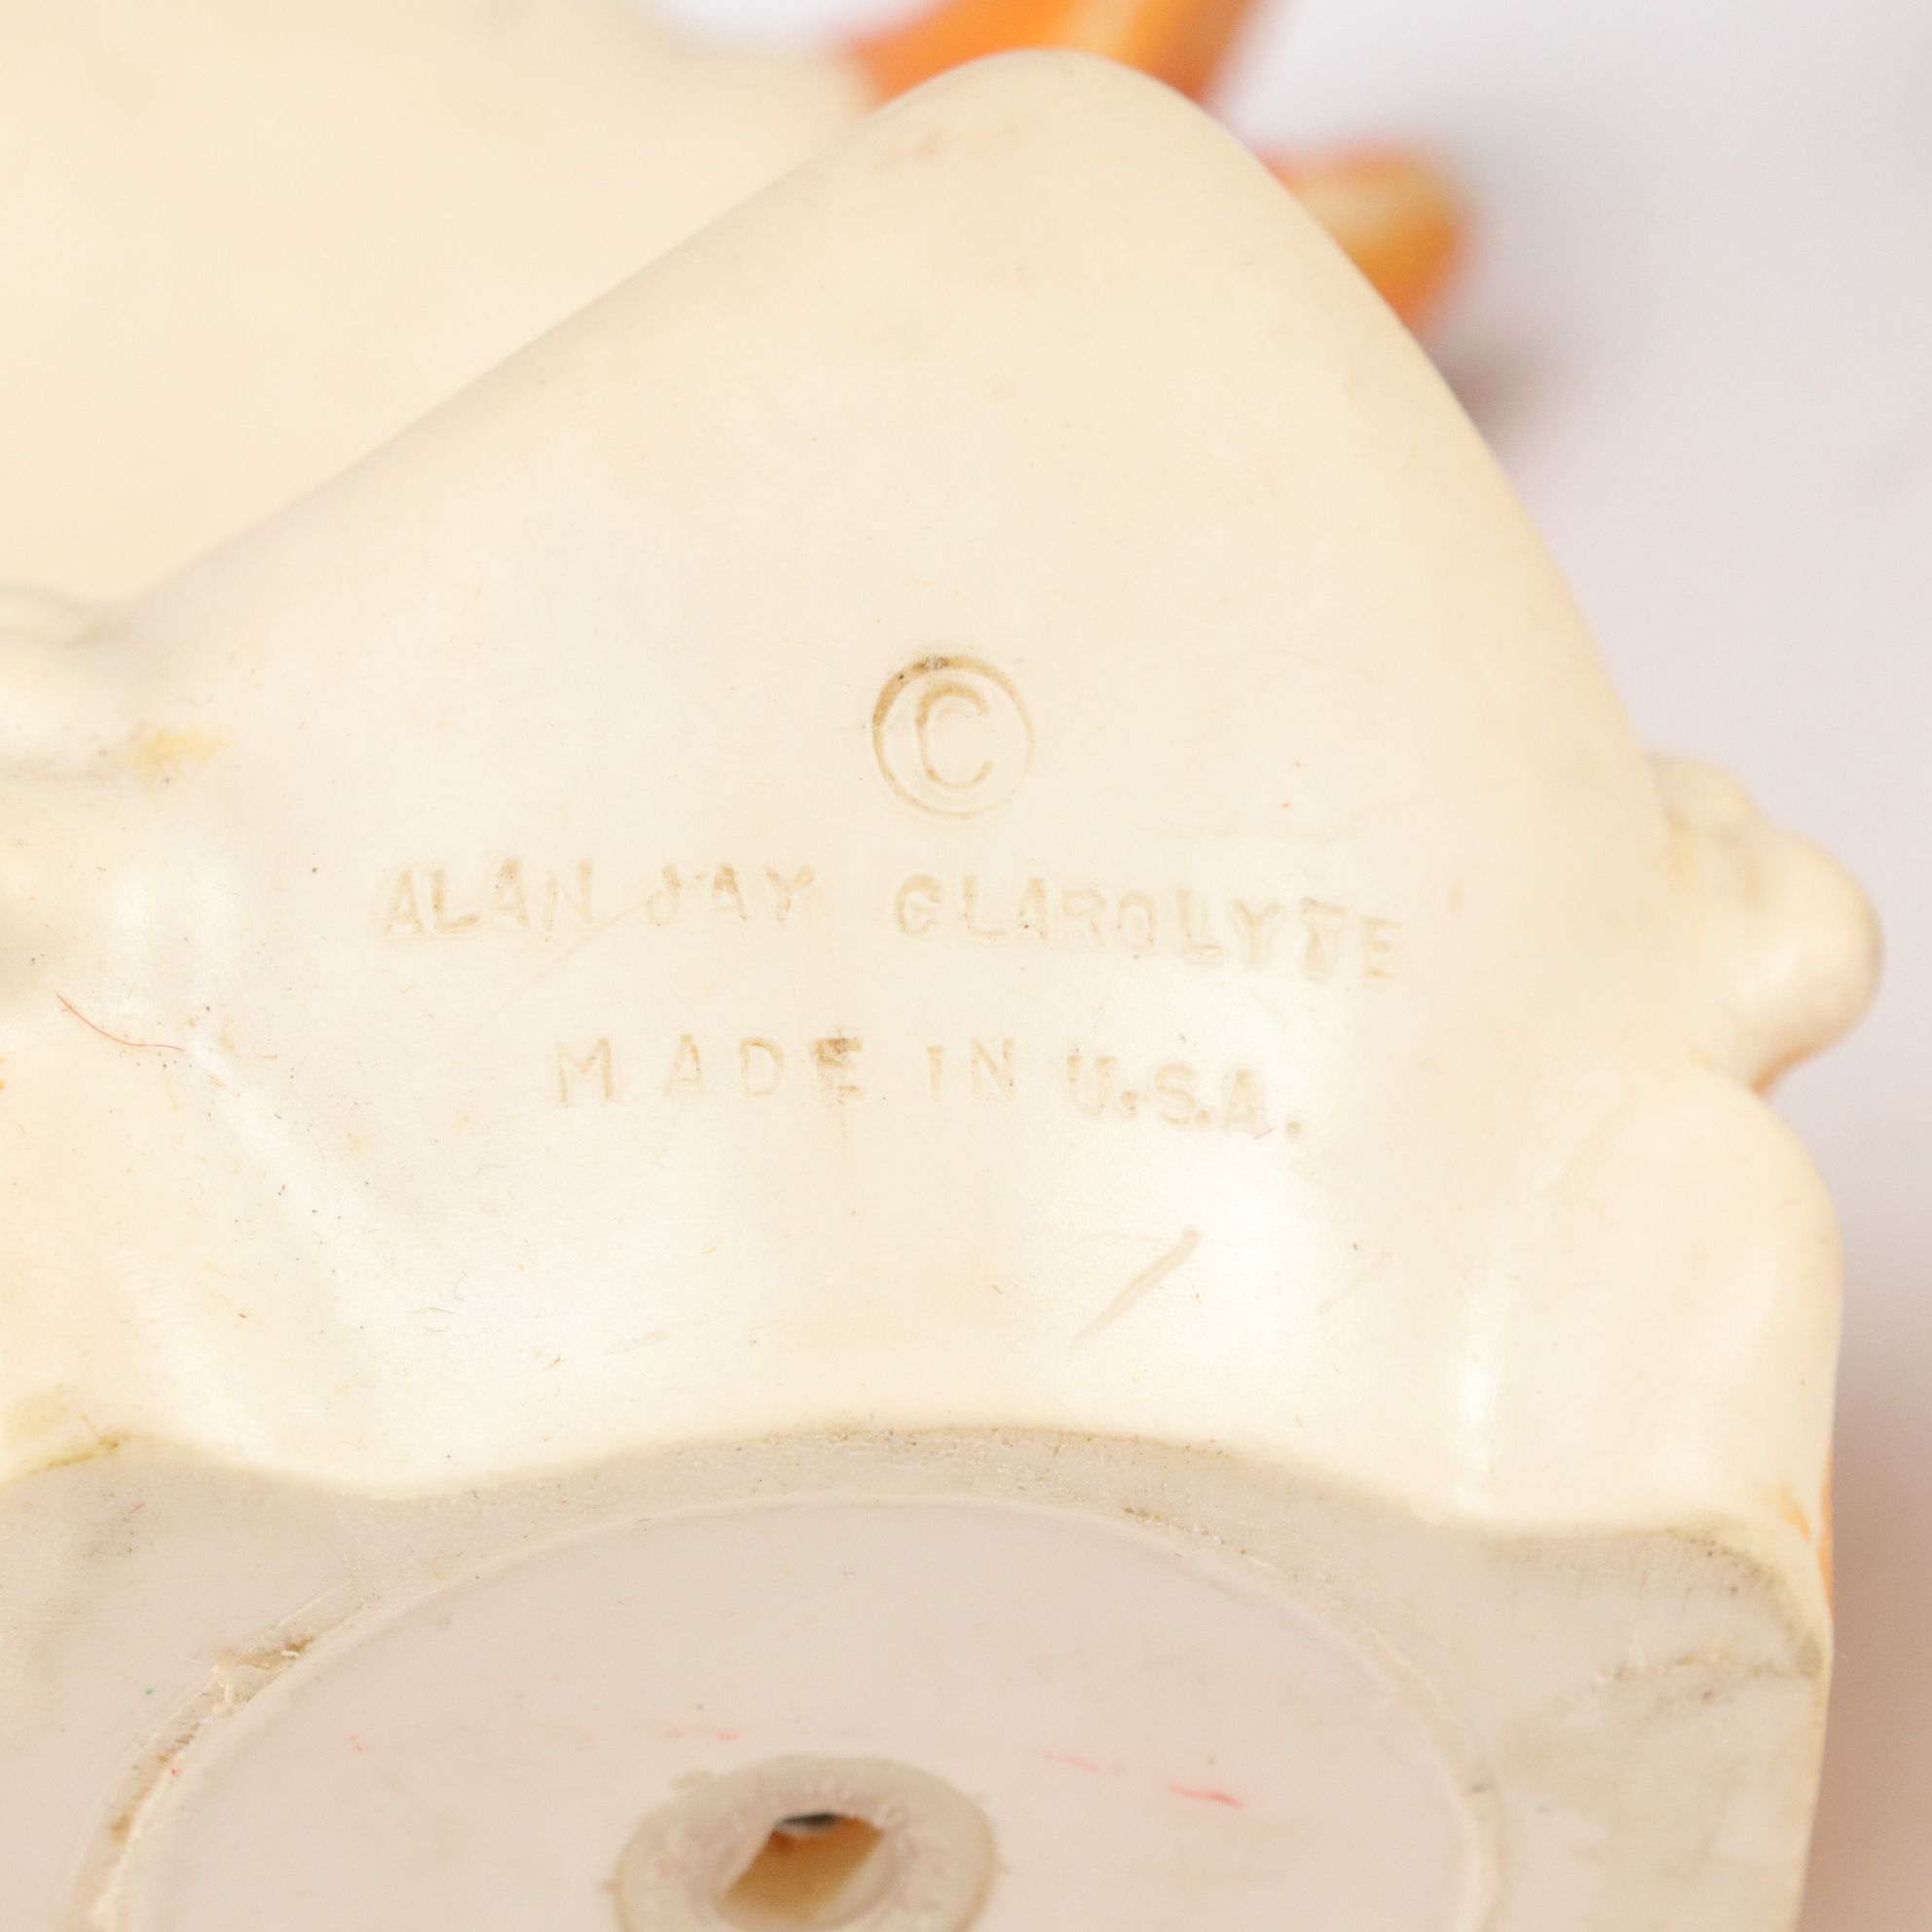 ©
ALAN JAY CLAROLYTE
MADE IN U.S.A.